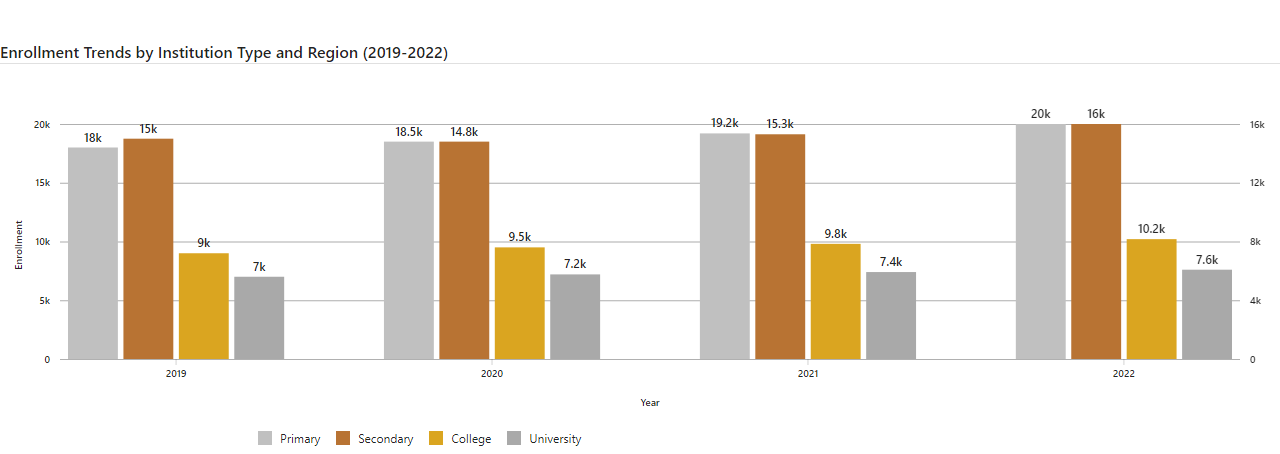 Enrollment Trends by Institution Type and Region (2019-2022)
20k 16k
18k 15k 18.5k 14.8k 19.2k 15.3k 20k 16k
15k 12k
10k 8k
9k 7k 9.5k 7.2k 9.8k 7.4k 10.2k 7.6k
5k 4k
0 0
Enrollment
2019 2020 2021 2022
Year
Primary Secondary College University